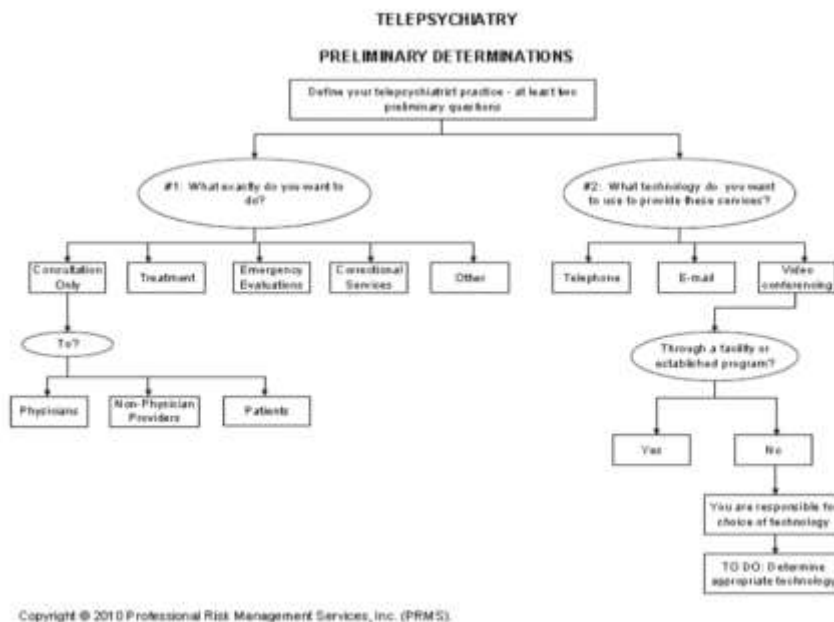 TELEPSYCHIATRY
PRELIMINARY DETERMINATIONS
Define your telepsychiatrist practice - at least two
preliminary questions
#1: What exactly do you want to
do?
#2: What technology do you want
to use to provide these services?
Consultation
Only
Treatment
Emergency
Evaluations
Correctional
Services
Other
Telephone
E-mail
Video
conferencing
To?
Through a facility or
established program?
Physicians
Non-Physician
Providers
Patients
Yes
No
You are responsible for
choice of technology
TO DO: Determine
appropriate technology
Copyright © 2010 Professional Risk Management Services, Inc. (PRMS).